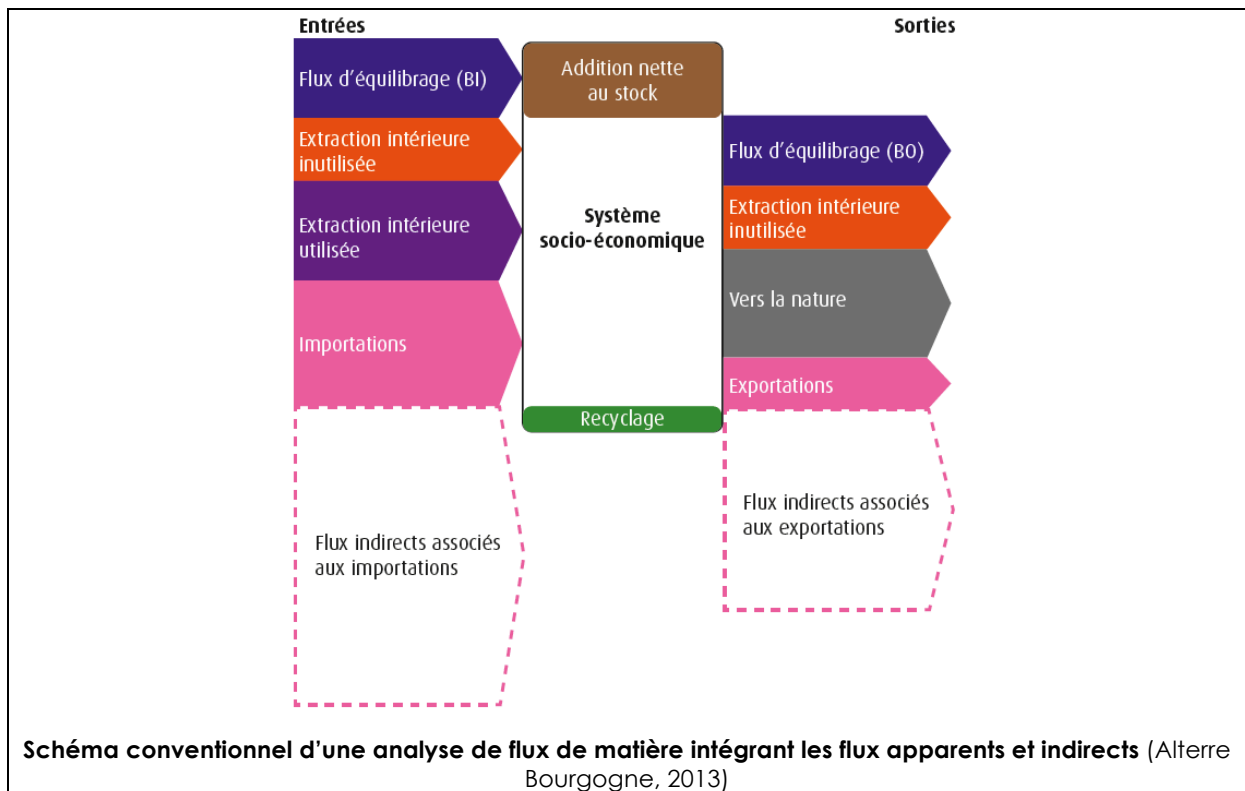 Entrées
Sorties
Flux d'équilibrage (BI)
Extraction intérieure
inutilisée
Extraction intérieure
utilisée
Importations
Flux indirects associés
aux importations
Addition nette
au stock
Système
socio-économique
Recyclage
Flux d'équilibrage (BO)
Extraction intérieure
inutilisée
Vers la nature
Exportations
Flux indirects associés
aux exportations
Schéma conventionnel d'une analyse de flux de matière intégrant les flux apparents et indirects (Alterre
Bourgogne, 2013)